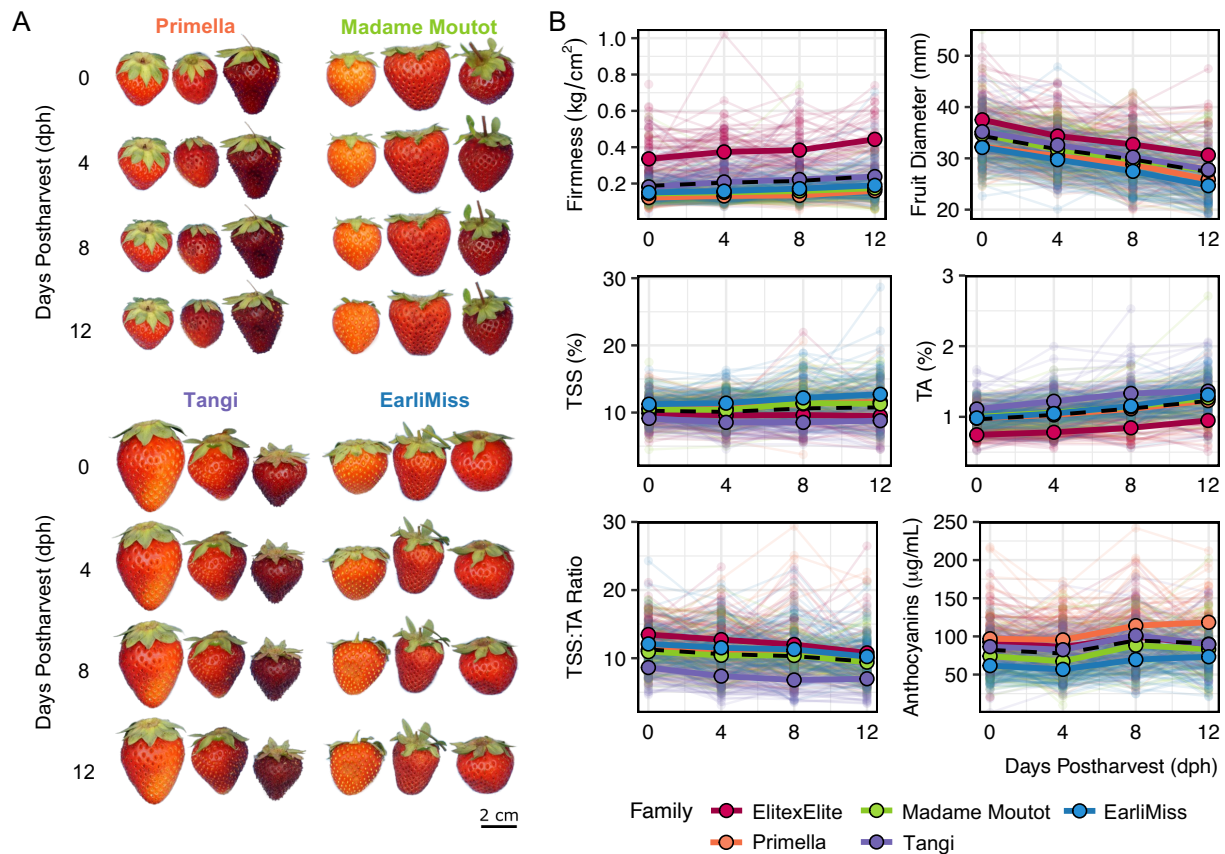 A
Primella
Madame Moutot
Days Postharvest (dph)
0
4
8
12
Tangi
EarliMiss
Days Postharvest (dph)
0
4
8
12
2 cm
B
Firmness (kg/cm²)
1.0
0.8
0.6
0.4
0.2
0 4 8 12
Fruit Diameter (mm)
50
40
30
20
0 4 8 12
TSS (%)
30
20
10
0 4 8 12
TA (%)
3
2
1
0 4 8 12
TSS:TA Ratio
30
20
10
0 4 8 12
Anthocyanins (µg/mL)
250
200
150
100
50
0 4 8 12
Days Postharvest (dph)
Family
ElitexElite
Madame Moutot
EarliMiss
Primella
Tangi